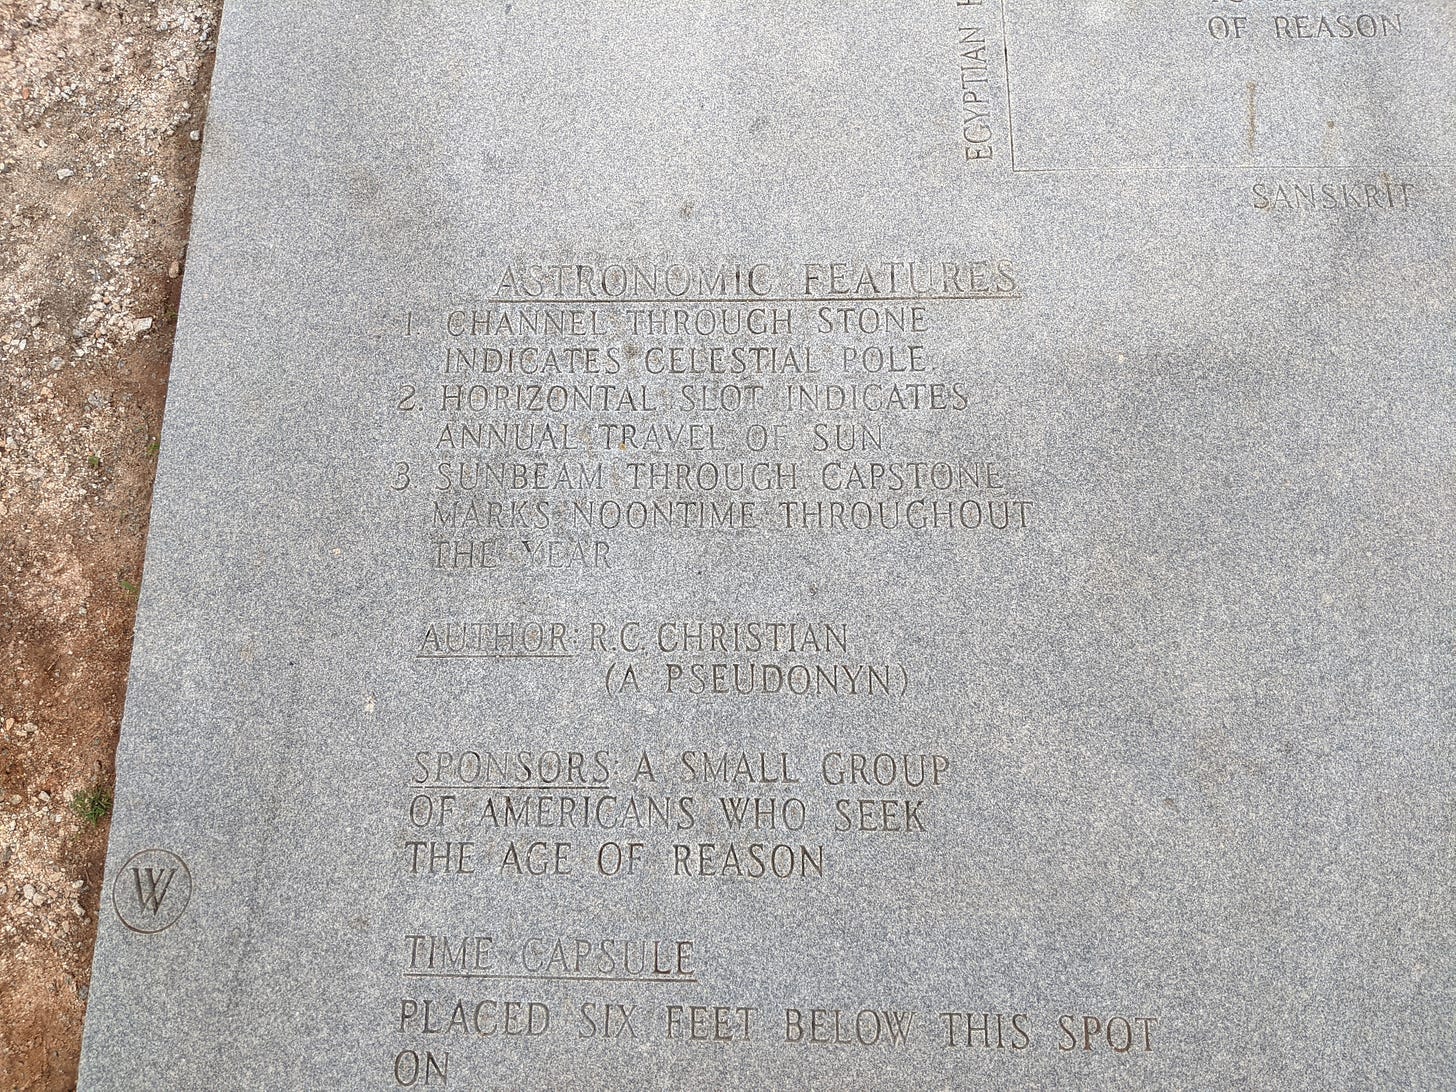 OF REASON
EGYPTIAN
SANSKRIT
ASTRONOMIC FEATURES
1. CHANNEL THROUGH STONE
INDICATES CELESTIAL POLE.
2. HORIZONTAL SLOT INDICATES
ANNUAL TRAVEL OF SUN
3 SUNBEAM THROUGH CAPSTONE
MARKS NOONTIME THROUGHOUT
THE YEAR
AUTHOR: R.C. CHRISTIAN
(A PSEUDONYN)
SPONSORS: A SMALL GROUP
OF AMERICANS WHO SEEK
THE AGE OF REASON
W
TIME CAPSULE
PLACED SIX FEET BELOW THIS SPOT
ON